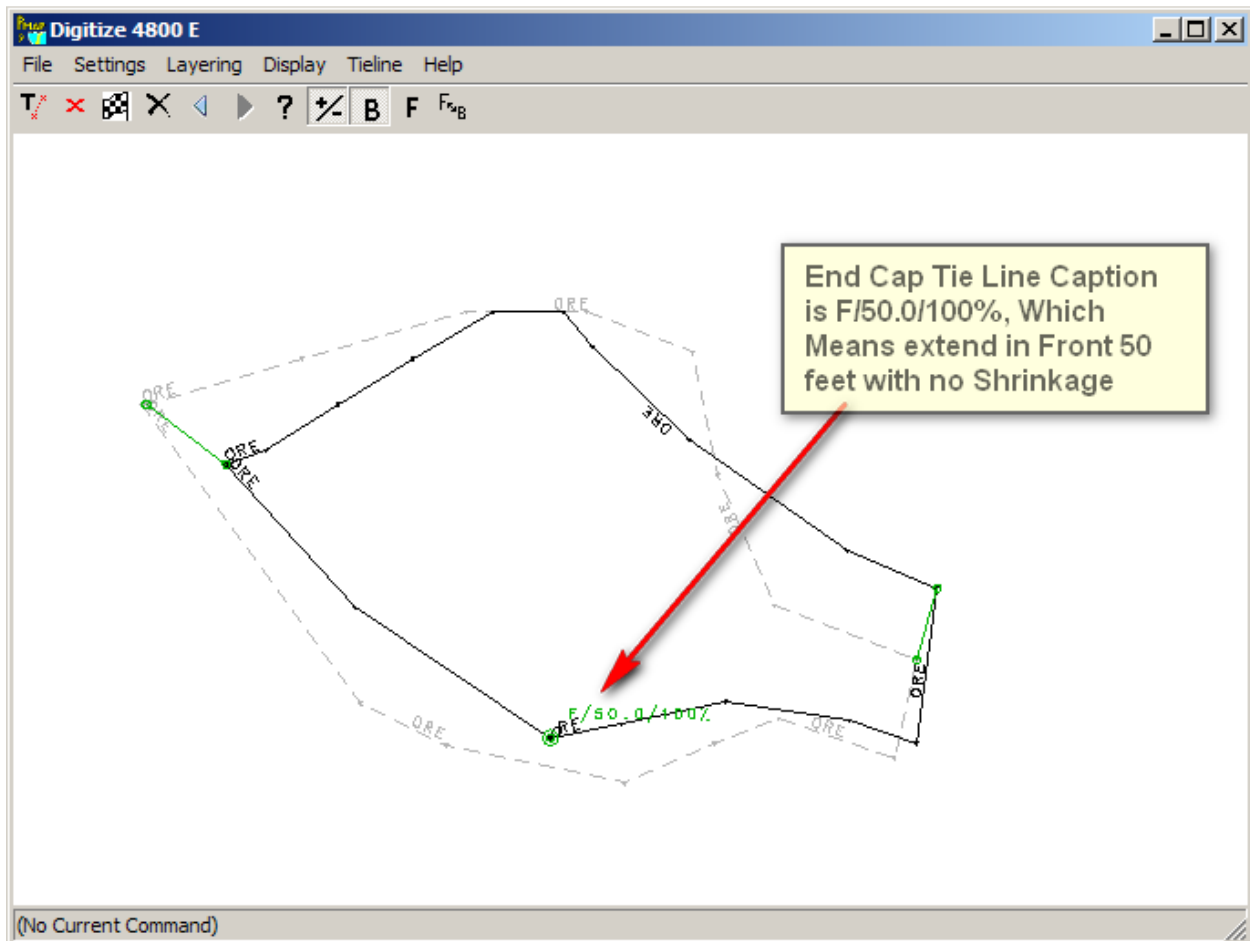 Digitize 4800 E
File Settings Layering Display Tieline Help
T ? +/- B F F B
ORE
End Cap Tie Line Caption
is F/50.0/100%, Which
Means extend in Front 50
feet with no Shrinkage
ORE
ORE
ORE
ORE
ORE
ORE
ORE
F/50.0/100%
ORE
ORE
ORE
(No Current Command)